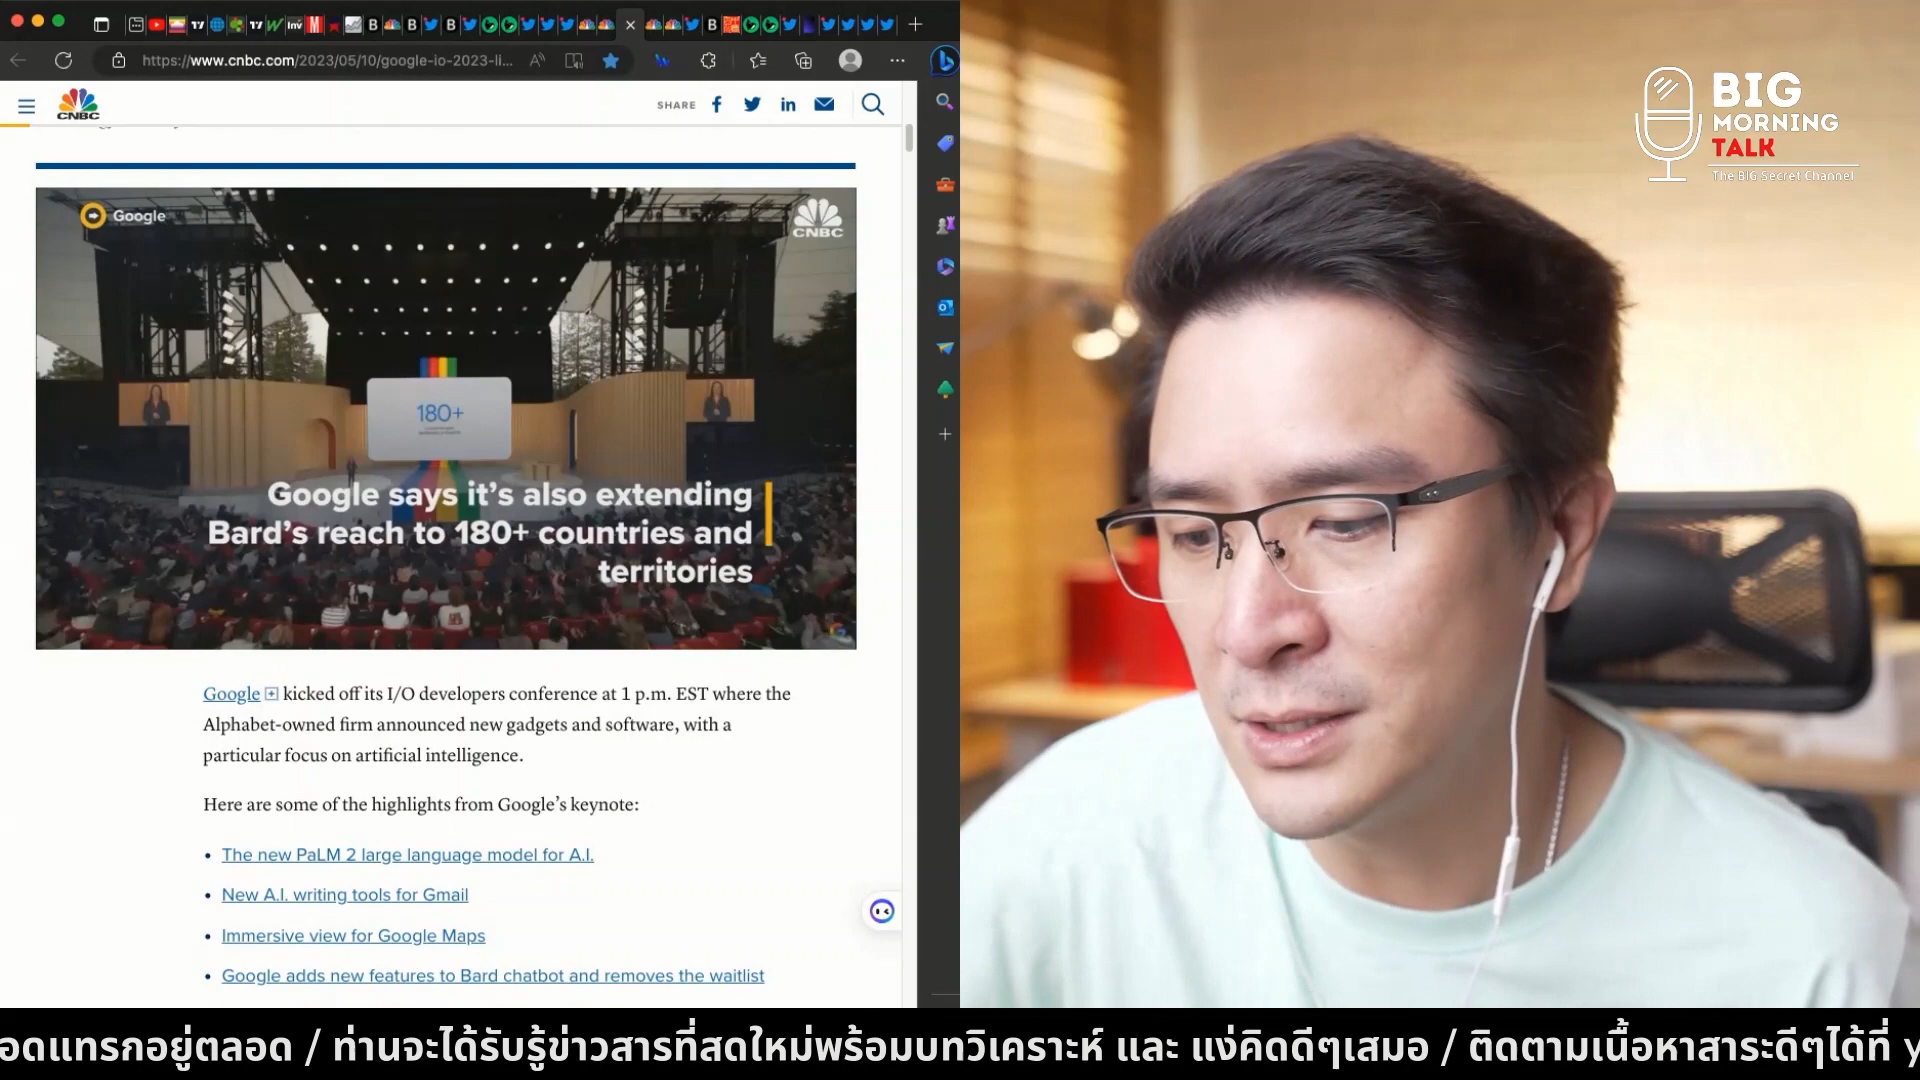 https://www.cnbc.com/2023/05/10/google-io-2023-li...
CNBC
SHARE
Google
CNBC
180+
Google says it's also extending
Bard's reach to 180+ countries and
territories
Google kicked off its I/O developers conference at 1 p.m. EST where the
Alphabet-owned firm announced new gadgets and software, with a
particular focus on artificial intelligence.
Here are some of the highlights from Google's keynote:
• The new PaLM 2 large language model for A.I.
• New A.I. writing tools for Gmail
• Immersive view for Google Maps
• Google adds new features to Bard chatbot and removes the waitlist
BIG
MORNING
TALK
The BIG Secret Channel
อดแทรกอยู่ตลอด / ท่านจะได้รับรู้ข่าวสารที่สดใหม่พร้อมบทวิเคราะห์ และ แง่คิดดีๆเสมอ / ติดตามเนื้อหาสาระดีๆได้ที่ y